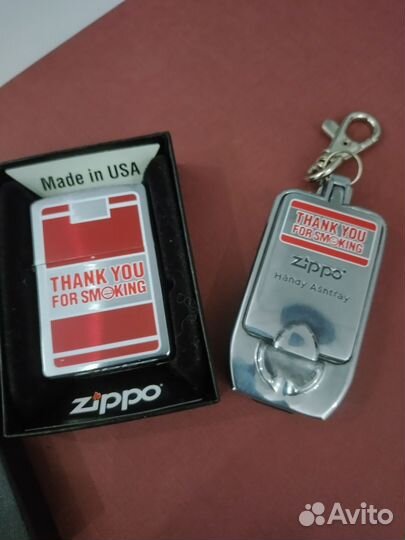 Made in USA
THANK YOU
FOR SMOKING
zippo
THANK YOU
FOR SMOKING
zippo
Handy Ashtray
Avito